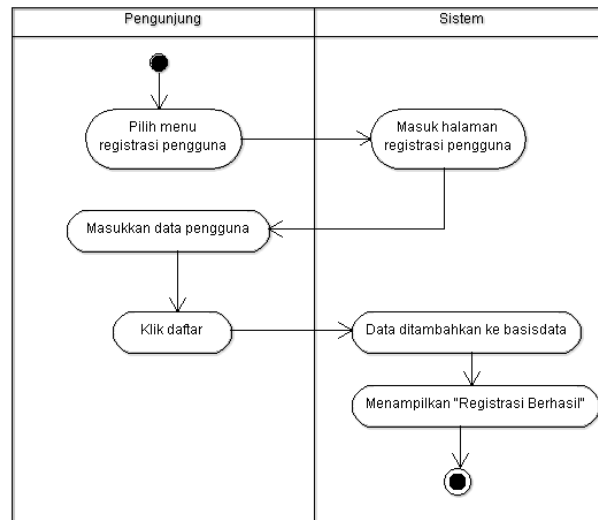 Pengunjung
Sistem
Pilih menu
registrasi pengguna
Masuk halaman
registrasi pengguna
Masukkan data pengguna
Klik daftar
Data ditambahkan ke basisdata
Menampilkan "Registrasi Berhasil"